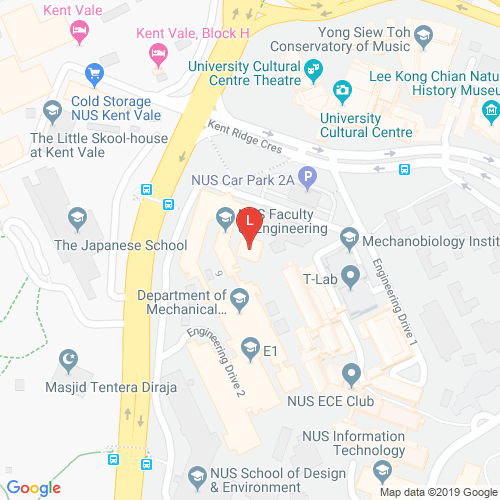 Kent Vale
Kent Vale, Block H
Yong Siew Toh
Conservatory of Music
University Cultural
Centre Theatre
Lee Kong Chian Natu
History Museu
Cold Storage
NUS Kent Vale
University
Cultural Centre
The Little Skool-house
at Kent Vale
Kent Ridge Cres
NUS Car Park 2A
P
L
NUS Faculty
Engineering
The Japanese School
Mechanobiology Instit
9
T-Lab
Engineering Drive 1
Department of
Mechanical...
Engineering Drive 2
E1
Masjid Tentera Diraja
NUS ECE Club
NUS Information
Technology
NUS School of Design
& Environment
Google
Map data ©2019 Google